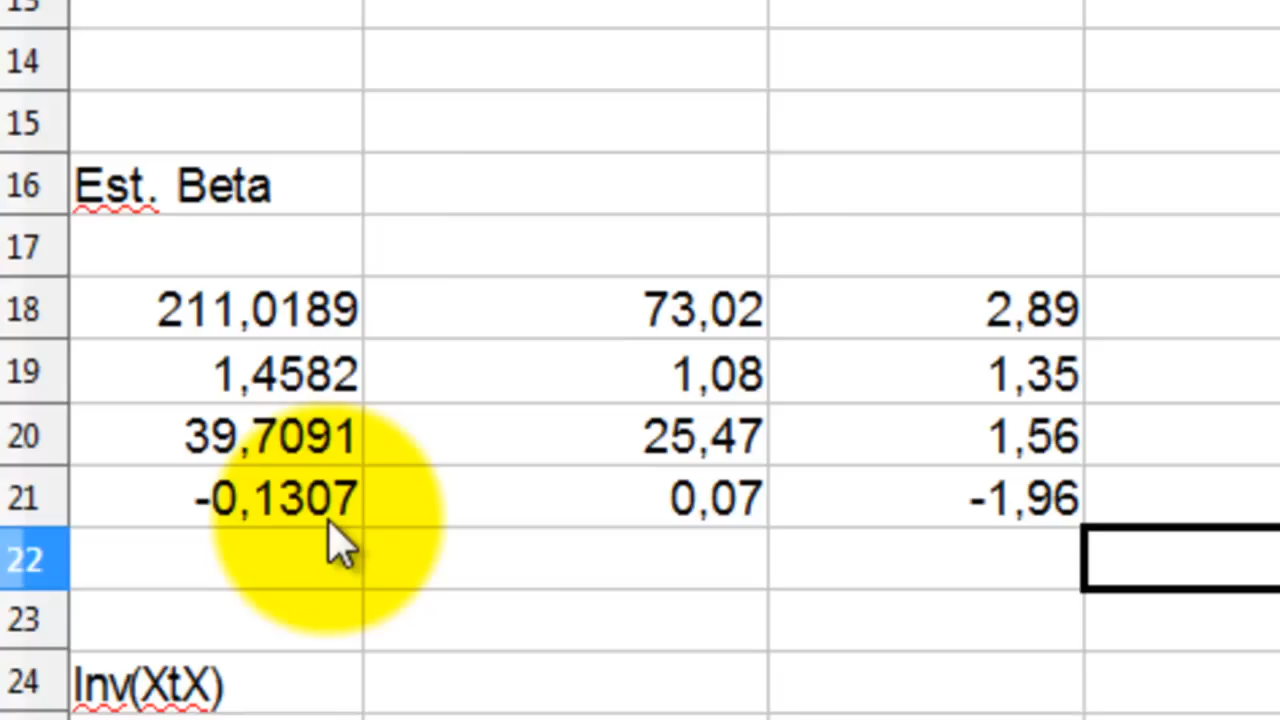 13
14
15
16 Est. Beta
17
18 211,0189 73,02 2,89
19 1,4582 1,08 1,35
20 39,7091 25,47 1,56
21 -0,1307 0,07 -1,96
22
23
24 Inv(XtX)